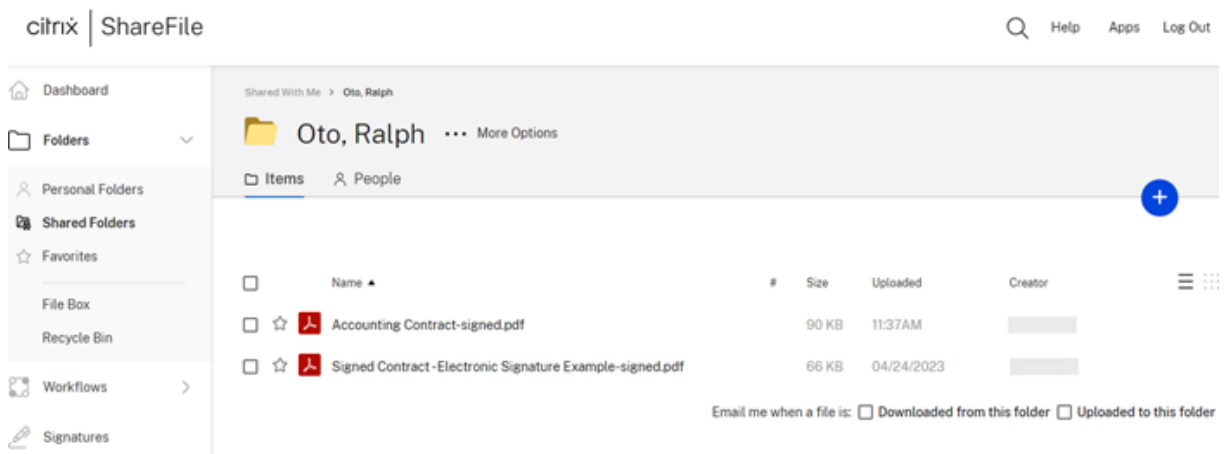 citrix | ShareFile
Help Apps Log Out
Dashboard
Folders
Personal Folders
Shared Folders
Favorites
File Box
Recycle Bin
Workflows
Signatures
Shared With Me > Oto, Ralph
Oto, Ralph ••• More Options
Items People
+
Name ▲ # Size Uploaded Creator
Accounting Contract-signed.pdf 90 KB 11:37AM
Signed Contract -Electronic Signature Example-signed.pdf 66 KB 04/24/2023
Email me when a file is: Downloaded from this folder Uploaded to this folder